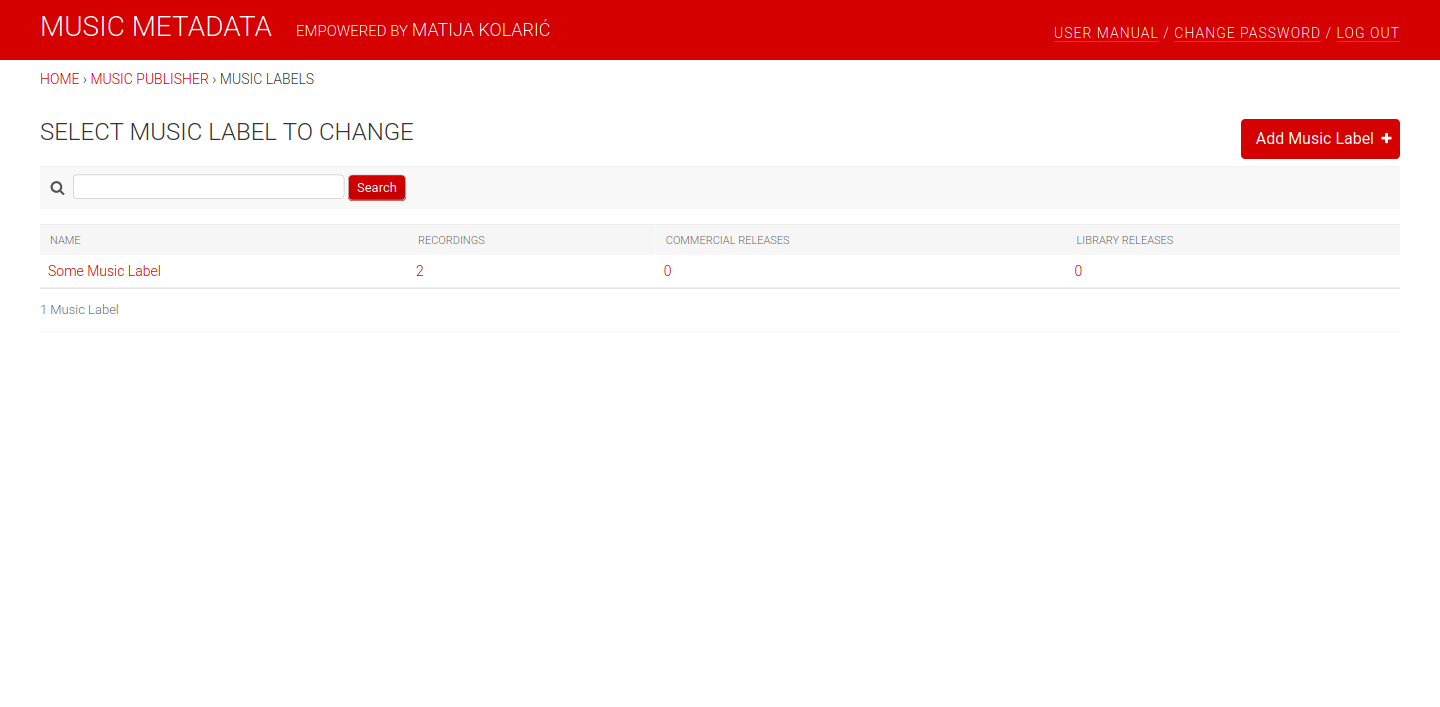 MUSIC METADATA EMPOWERED BY MATIJA KOLARIĆ USER MANUAL / CHANGE PASSWORD / LOG OUT
HOME › MUSIC PUBLISHER › MUSIC LABELS
SELECT MUSIC LABEL TO CHANGE
Add Music Label
Search
NAME RECORDINGS COMMERCIAL RELEASES LIBRARY RELEASES
Some Music Label 2 0 0
1 Music Label